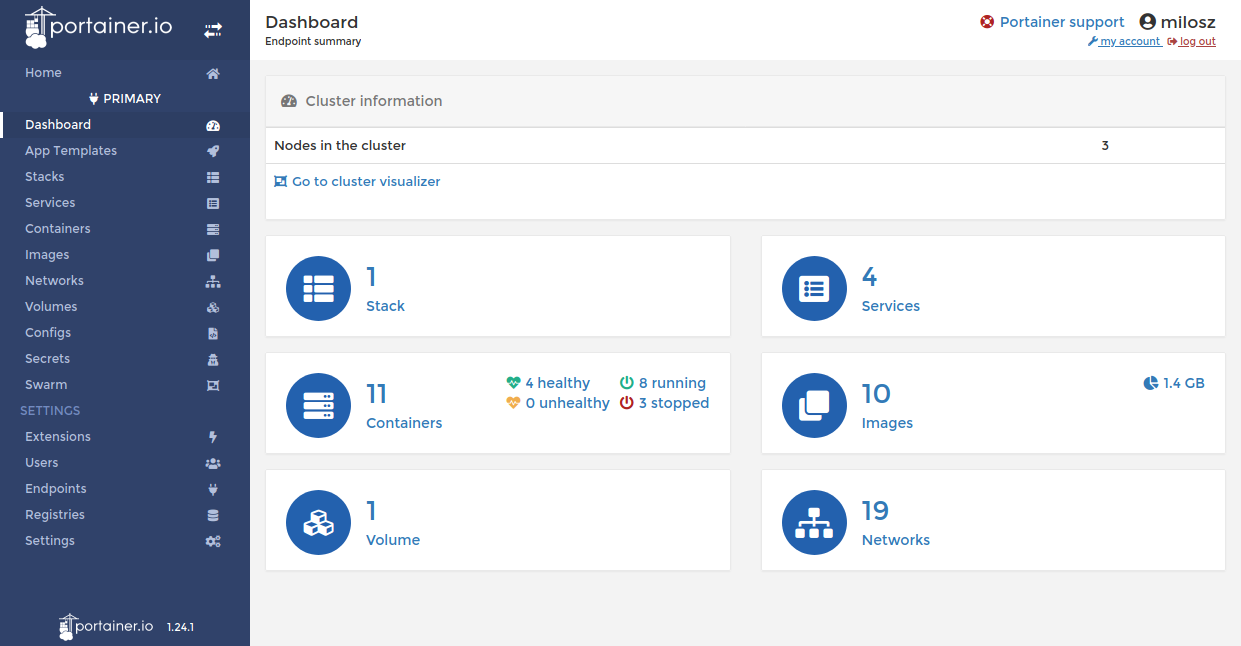 portainer.io
Home
PRIMARY
Dashboard
App Templates
Stacks
Services
Containers
Images
Networks
Volumes
Configs
Secrets
Swarm
SETTINGS
Extensions
Users
Endpoints
Registries
Settings
portainer.io 1.24.1
Dashboard
Endpoint summary
Portainer support milosz
my account log out
Cluster information
Nodes in the cluster 3
Go to cluster visualizer
1
Stack
4
Services
11
Containers
4 healthy 8 running
0 unhealthy 3 stopped
10
Images
1.4 GB
1
Volume
19
Networks